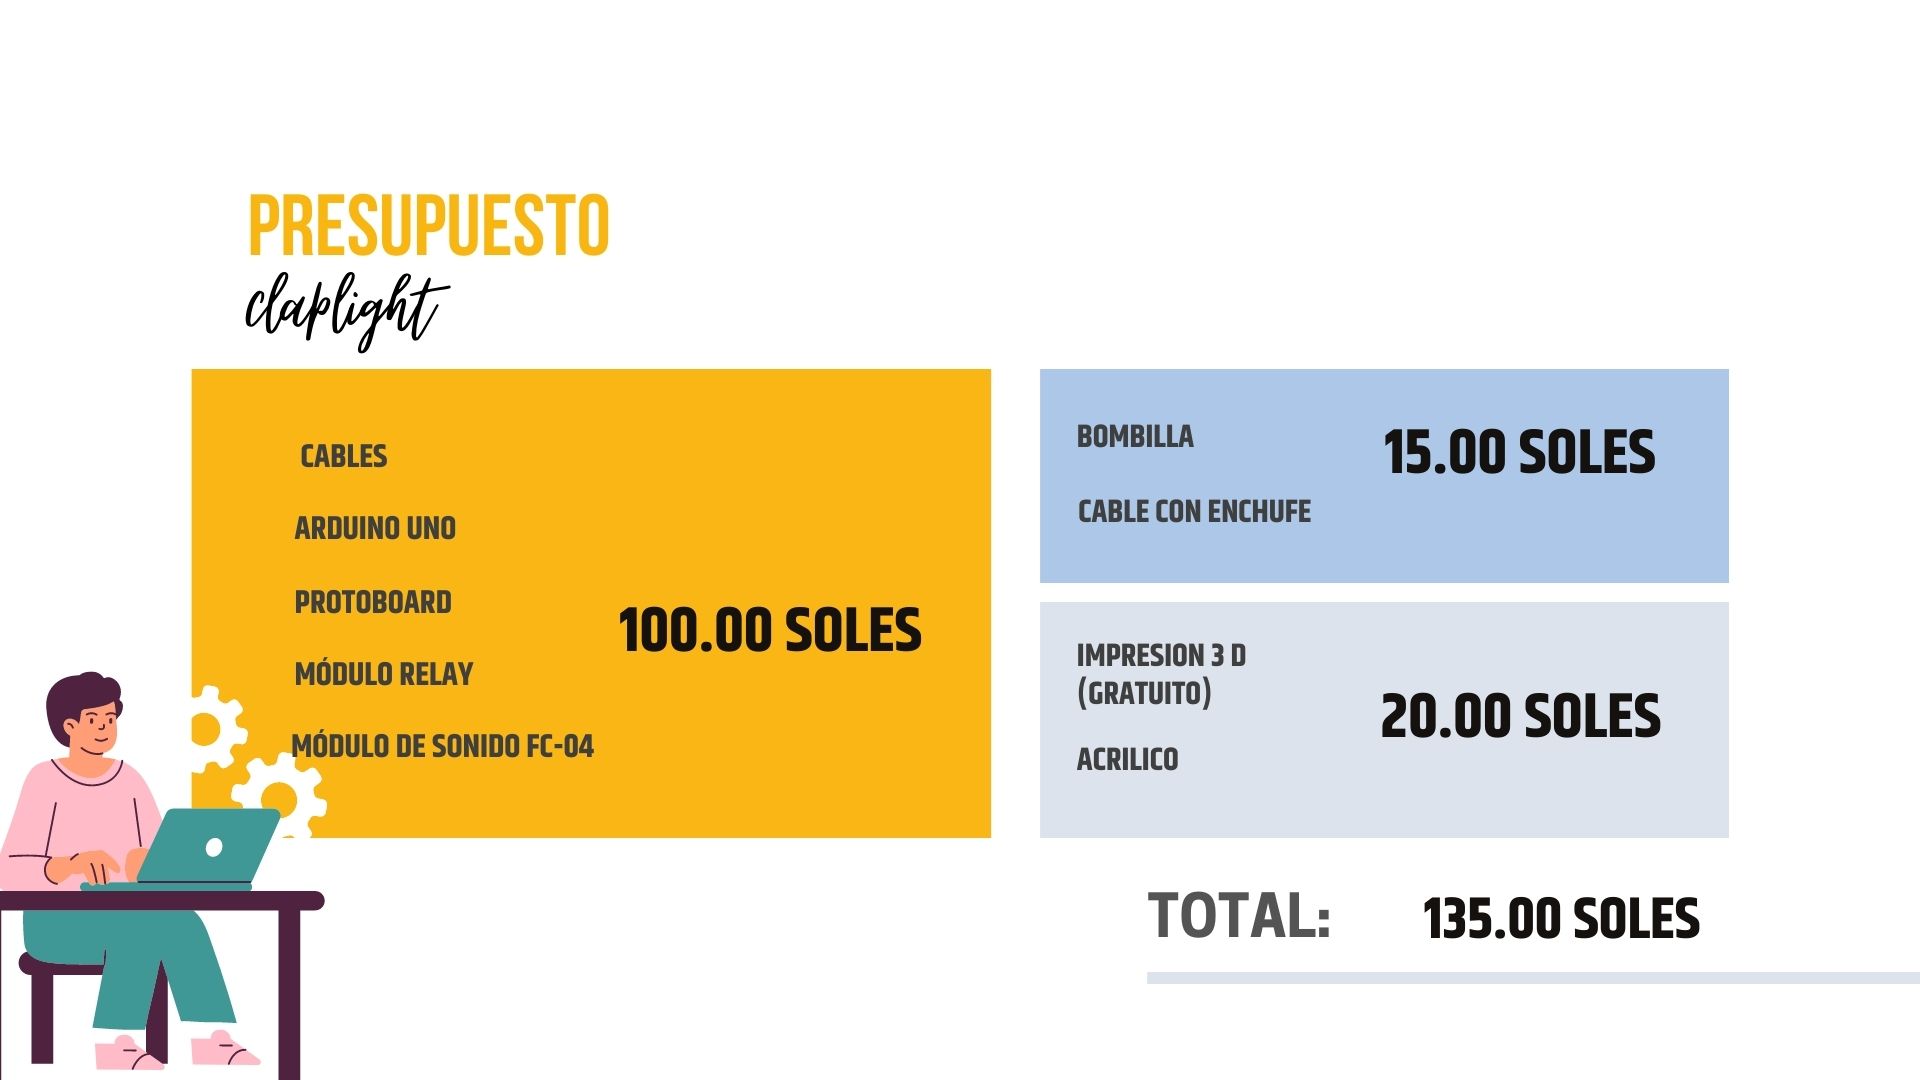 PRESUPUESTO
claplight
CABLES
ARDUINO UNO
PROTOBOARD
MÓDULO RELAY
MÓDULO DE SONIDO FC-04
100.00 SOLES
BOMBILLA
CABLE CON ENCHUFE
15.00 SOLES
IMPRESION 3 D
(GRATUITO)
ACRILICO
20.00 SOLES
TOTAL: 135.00 SOLES